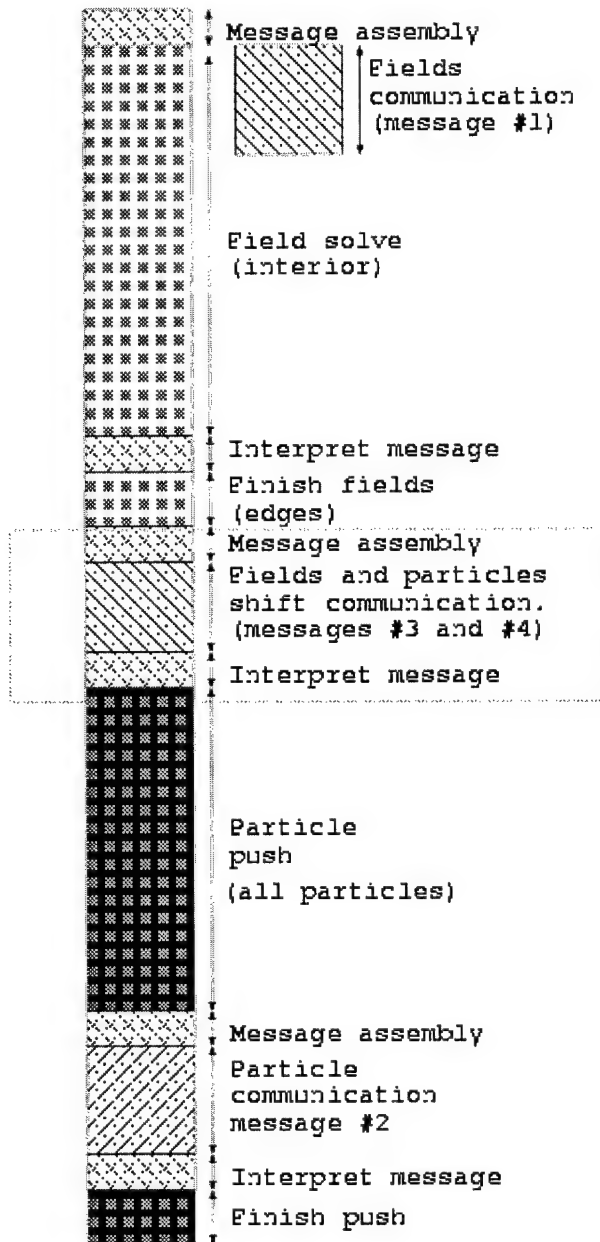 Message assembly
Fields
communication
(message #1)
Field solve
(interior)
Interpret message
Finish fields
(edges)
Message assembly
Fields and particles
shift communication.
(messages #3 and #4)
Interpret message
Particle
push
(all particles)
Message assembly
Particle
communication
message #2
Interpret message
Finish push